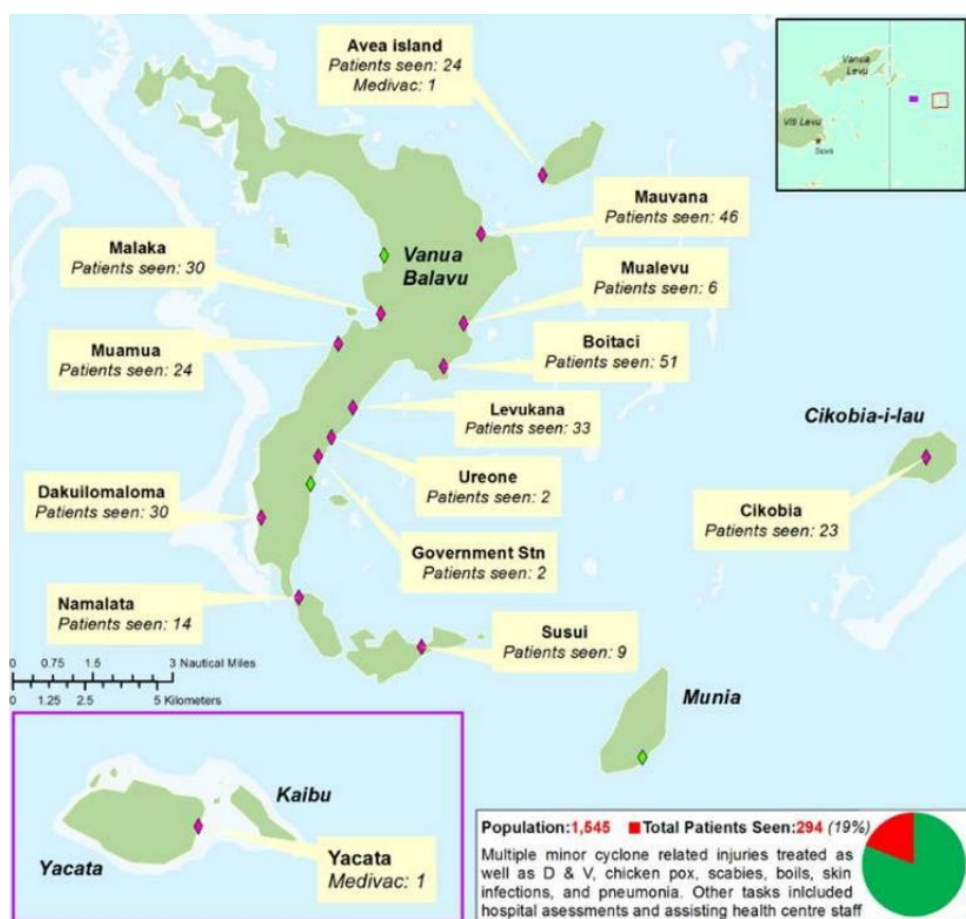 Avea island
Patients seen: 24
Medivac: 1
Vanua
Levu
Viti Levu
Suva
Mauvana
Patients seen: 46
Malaka
Patients seen: 30
Vanua
Balavu
Mualevu
Patients seen: 6
Muamua
Patients seen: 24
Boitaci
Patients seen: 51
Levukana
Patients seen: 33
Cikobia-i-lau
Ureone
Patients seen: 2
Dakuilomaloma
Patients seen: 30
Cikobia
Patients seen: 23
Government Stn
Patients seen: 2
Namalata
Patients seen: 14
Susui
Patients seen: 9
0 0.75 1.5 3 Nautical Miles
0 1.25 2.5 5 Kilometers
Munia
Kaibu
Yacata
Yacata
Medivac: 1
Population:1,545 Total Patients Seen:294 (19%)
Multiple minor cyclone related injuries treated as
well as D & V, chicken pox, scabies, boils, skin
infections, and pneumonia. Other tasks inlcluded
hospital asessments and assisting health centre staff